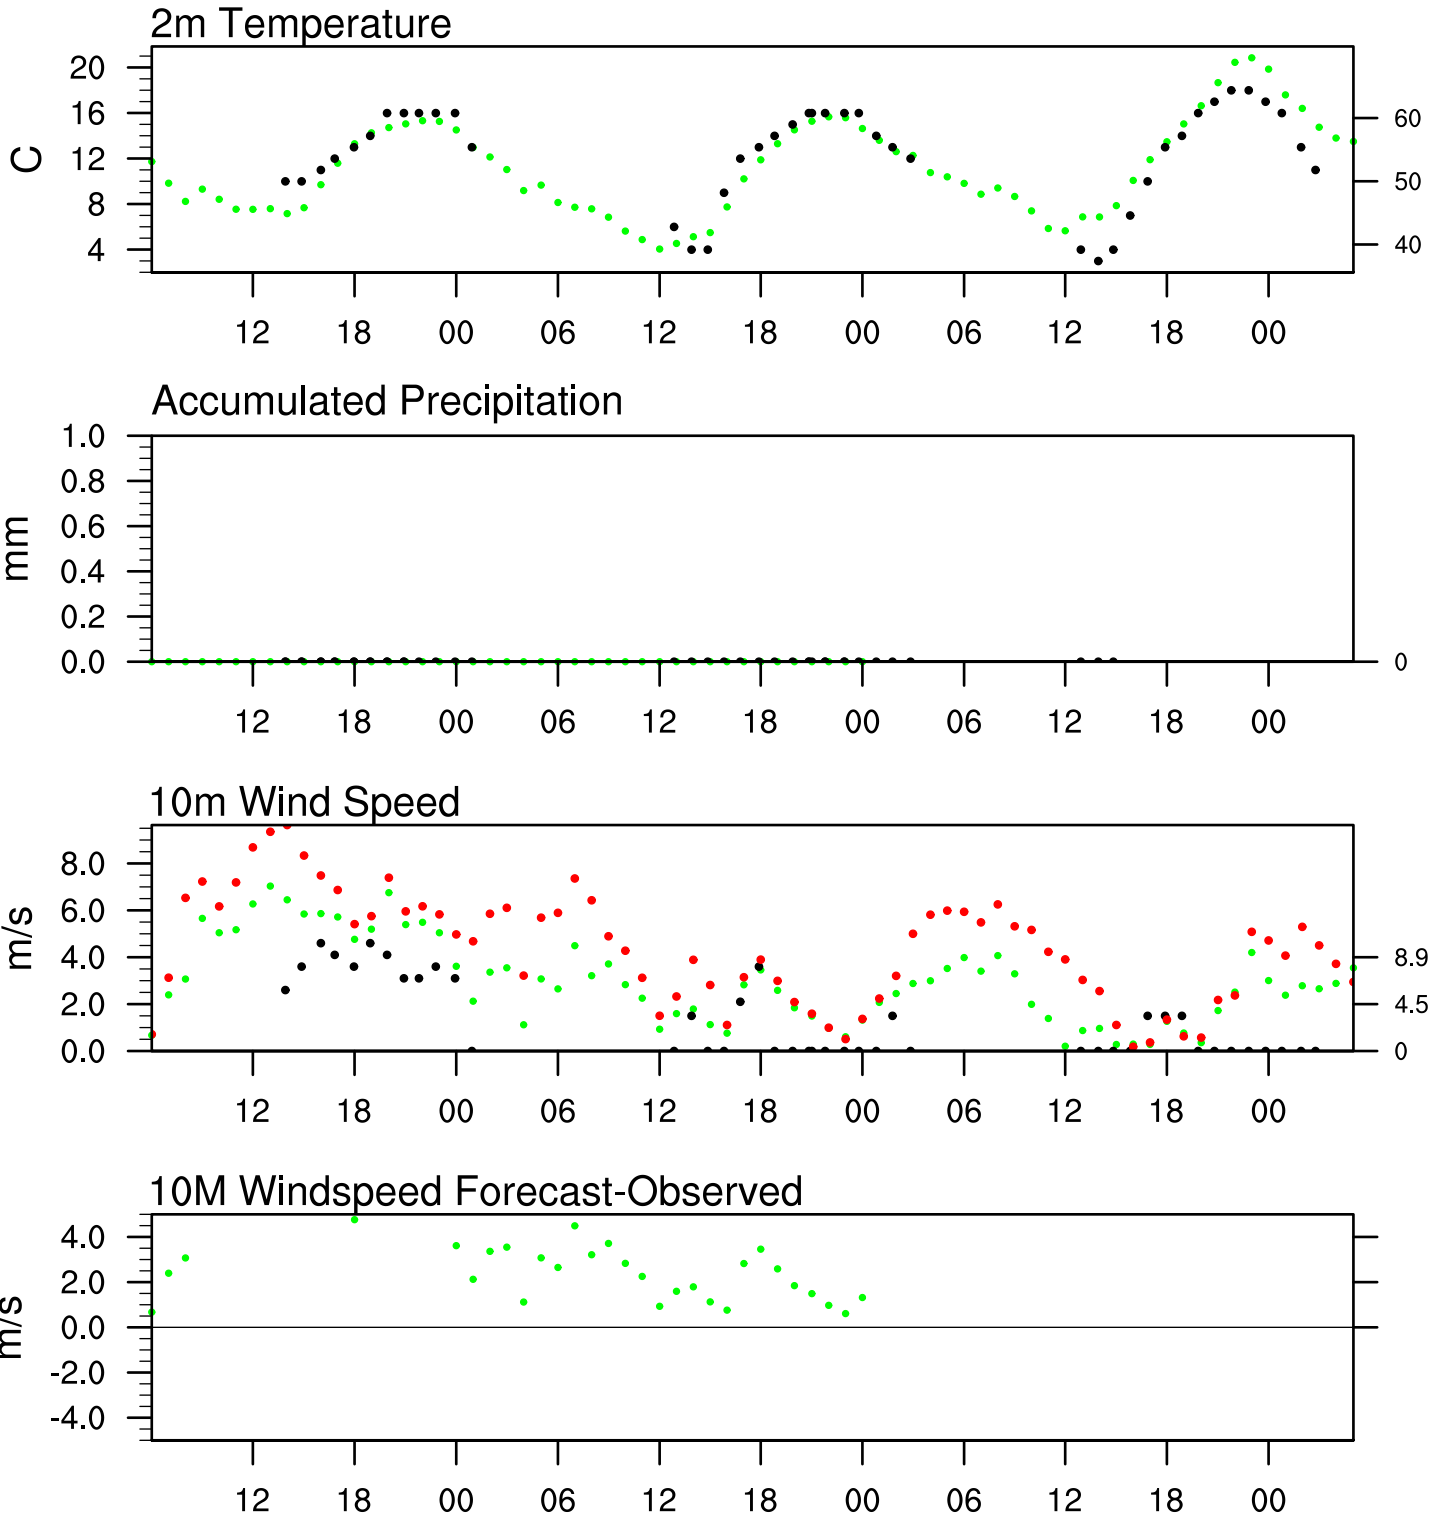 2m Temperature
C
20
16
12
8
4
60
50
40
12 18 00 06 12 18 00 06 12 18 00
Accumulated Precipitation
mm
1.0
0.8
0.6
0.4
0.2
0.0
0
12 18 00 06 12 18 00 06 12 18 00
10m Wind Speed
m/s
8.0
6.0
4.0
2.0
0.0
8.9
4.5
0
12 18 00 06 12 18 00 06 12 18 00
10M Windspeed Forecast-Observed
m/s
4.0
2.0
0.0
-2.0
-4.0
12 18 00 06 12 18 00 06 12 18 00